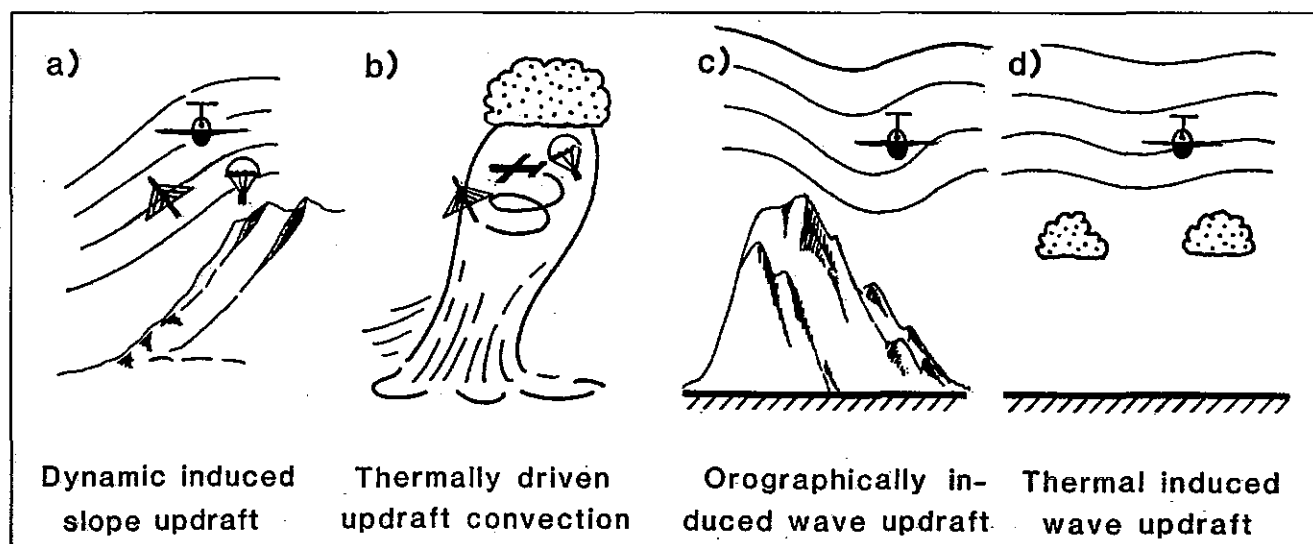 a)
b)
c)
d)
Dynamic induced
slope updraft
Thermally driven
updraft convection
Orographically in-
duced wave updraft
Thermal induced
wave updraft